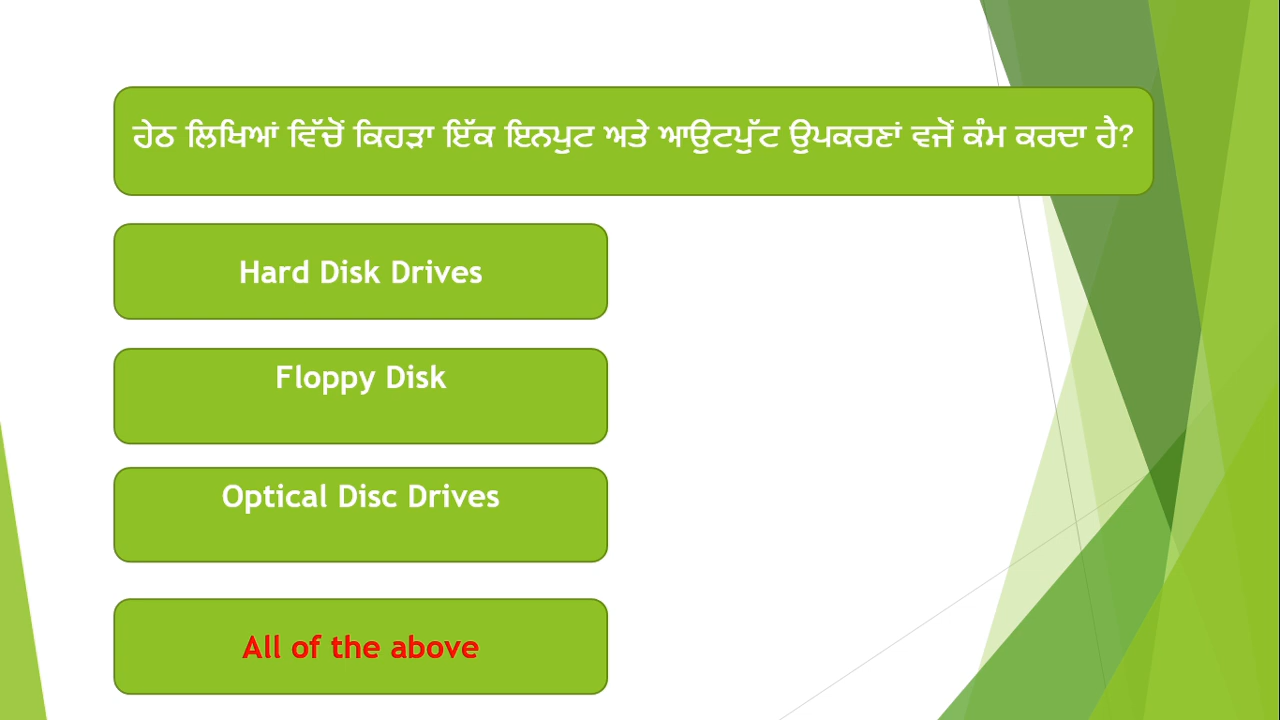 ਹੇਠ ਲਿਖਿਆਂ ਵਿੱਚੋਂ ਕਿਹੜਾ ਇੱਕ ਇਨਪੁਟ ਅਤੇ ਆਉਟਪੁੱਟ ਉਪਕਰਣਾਂ ਵਜੋਂ ਕੰਮ ਕਰਦਾ ਹੈ?
Hard Disk Drives
Floppy Disk
Optical Disc Drives
All of the above